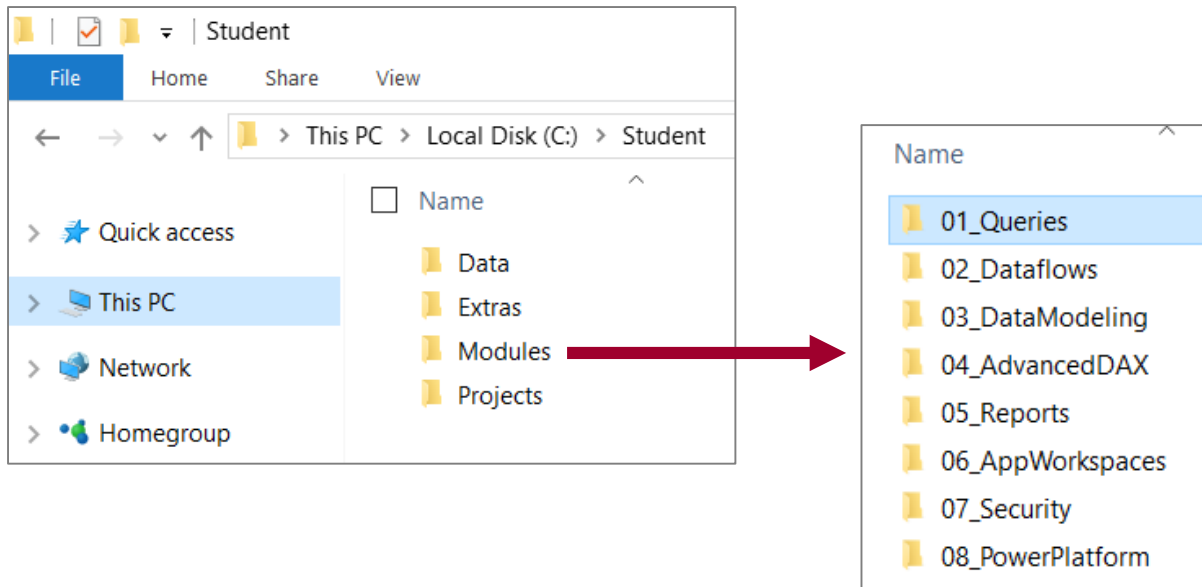 Student
File Home Share View
> This PC > Local Disk (C:) > Student
Name
Quick access
This PC
Network
Homegroup
Data
Extras
Modules
Projects
Name
01_Queries
02_Dataflows
03_DataModeling
04_AdvancedDAX
05_Reports
06_AppWorkspaces
07_Security
08_PowerPlatform